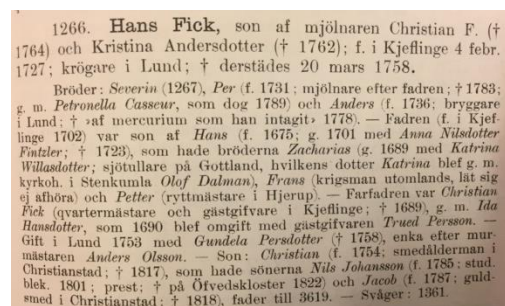 1266. Hans Fick, son af mjölnaren Christian F. (†
1764) och Kristina Andersdotter († 1762); f. i Kjeflinge 4 febr.
1727; krögare i Lund; † derstädes 20 mars 1758.
Bröder: Severin (1267), Per (f. 1731; mjölnare efter fadren; † 1783;
g. m. Petronella Casseur, som dog 1789) och Anders (f. 1736; bryggare
i Lund; † »af mercurium som han intagit» 1778). — Fadren (f. i Kjef-
linge 1702) var son af Hans (f. 1675; g. 1701 med Anna Nilsdotter
Fintzler; † 1723), som hade bröderna Zacharias (g. 1689 med Katrina
Willasdotter; sjötullare på Gottland, hvilkens dotter Katrina blef g. m.
kyrkoh. i Stenkumla Olof Dalman), Frans (krigsman utomlands, lät sig
ej afhöra) och Petter (ryttmästare i Hjerup). — Farfadren var Christian
Fick (qvartermästare och gästgifvare i Kjeflinge; † 1689), g. m. Ida
Hansdotter, som 1690 blef omgift med gästgifvaren Trued Persson. —
Gift i Lund 1753 med Gundela Persdotter († 1758), enka efter mur-
mästaren Anders Olsson. — Son: Christian (f. 1754; smedålderman i
Christianstad; † 1817), som hade sönerna Nils Johansson (f. 1785; stud.
blek. 1801; prest; † på Öfvedskloster 1822) och Jacob (f. 1787; guld-
smed i Christianstad; † 1818), fader till 3619. — Svåger: 1361.